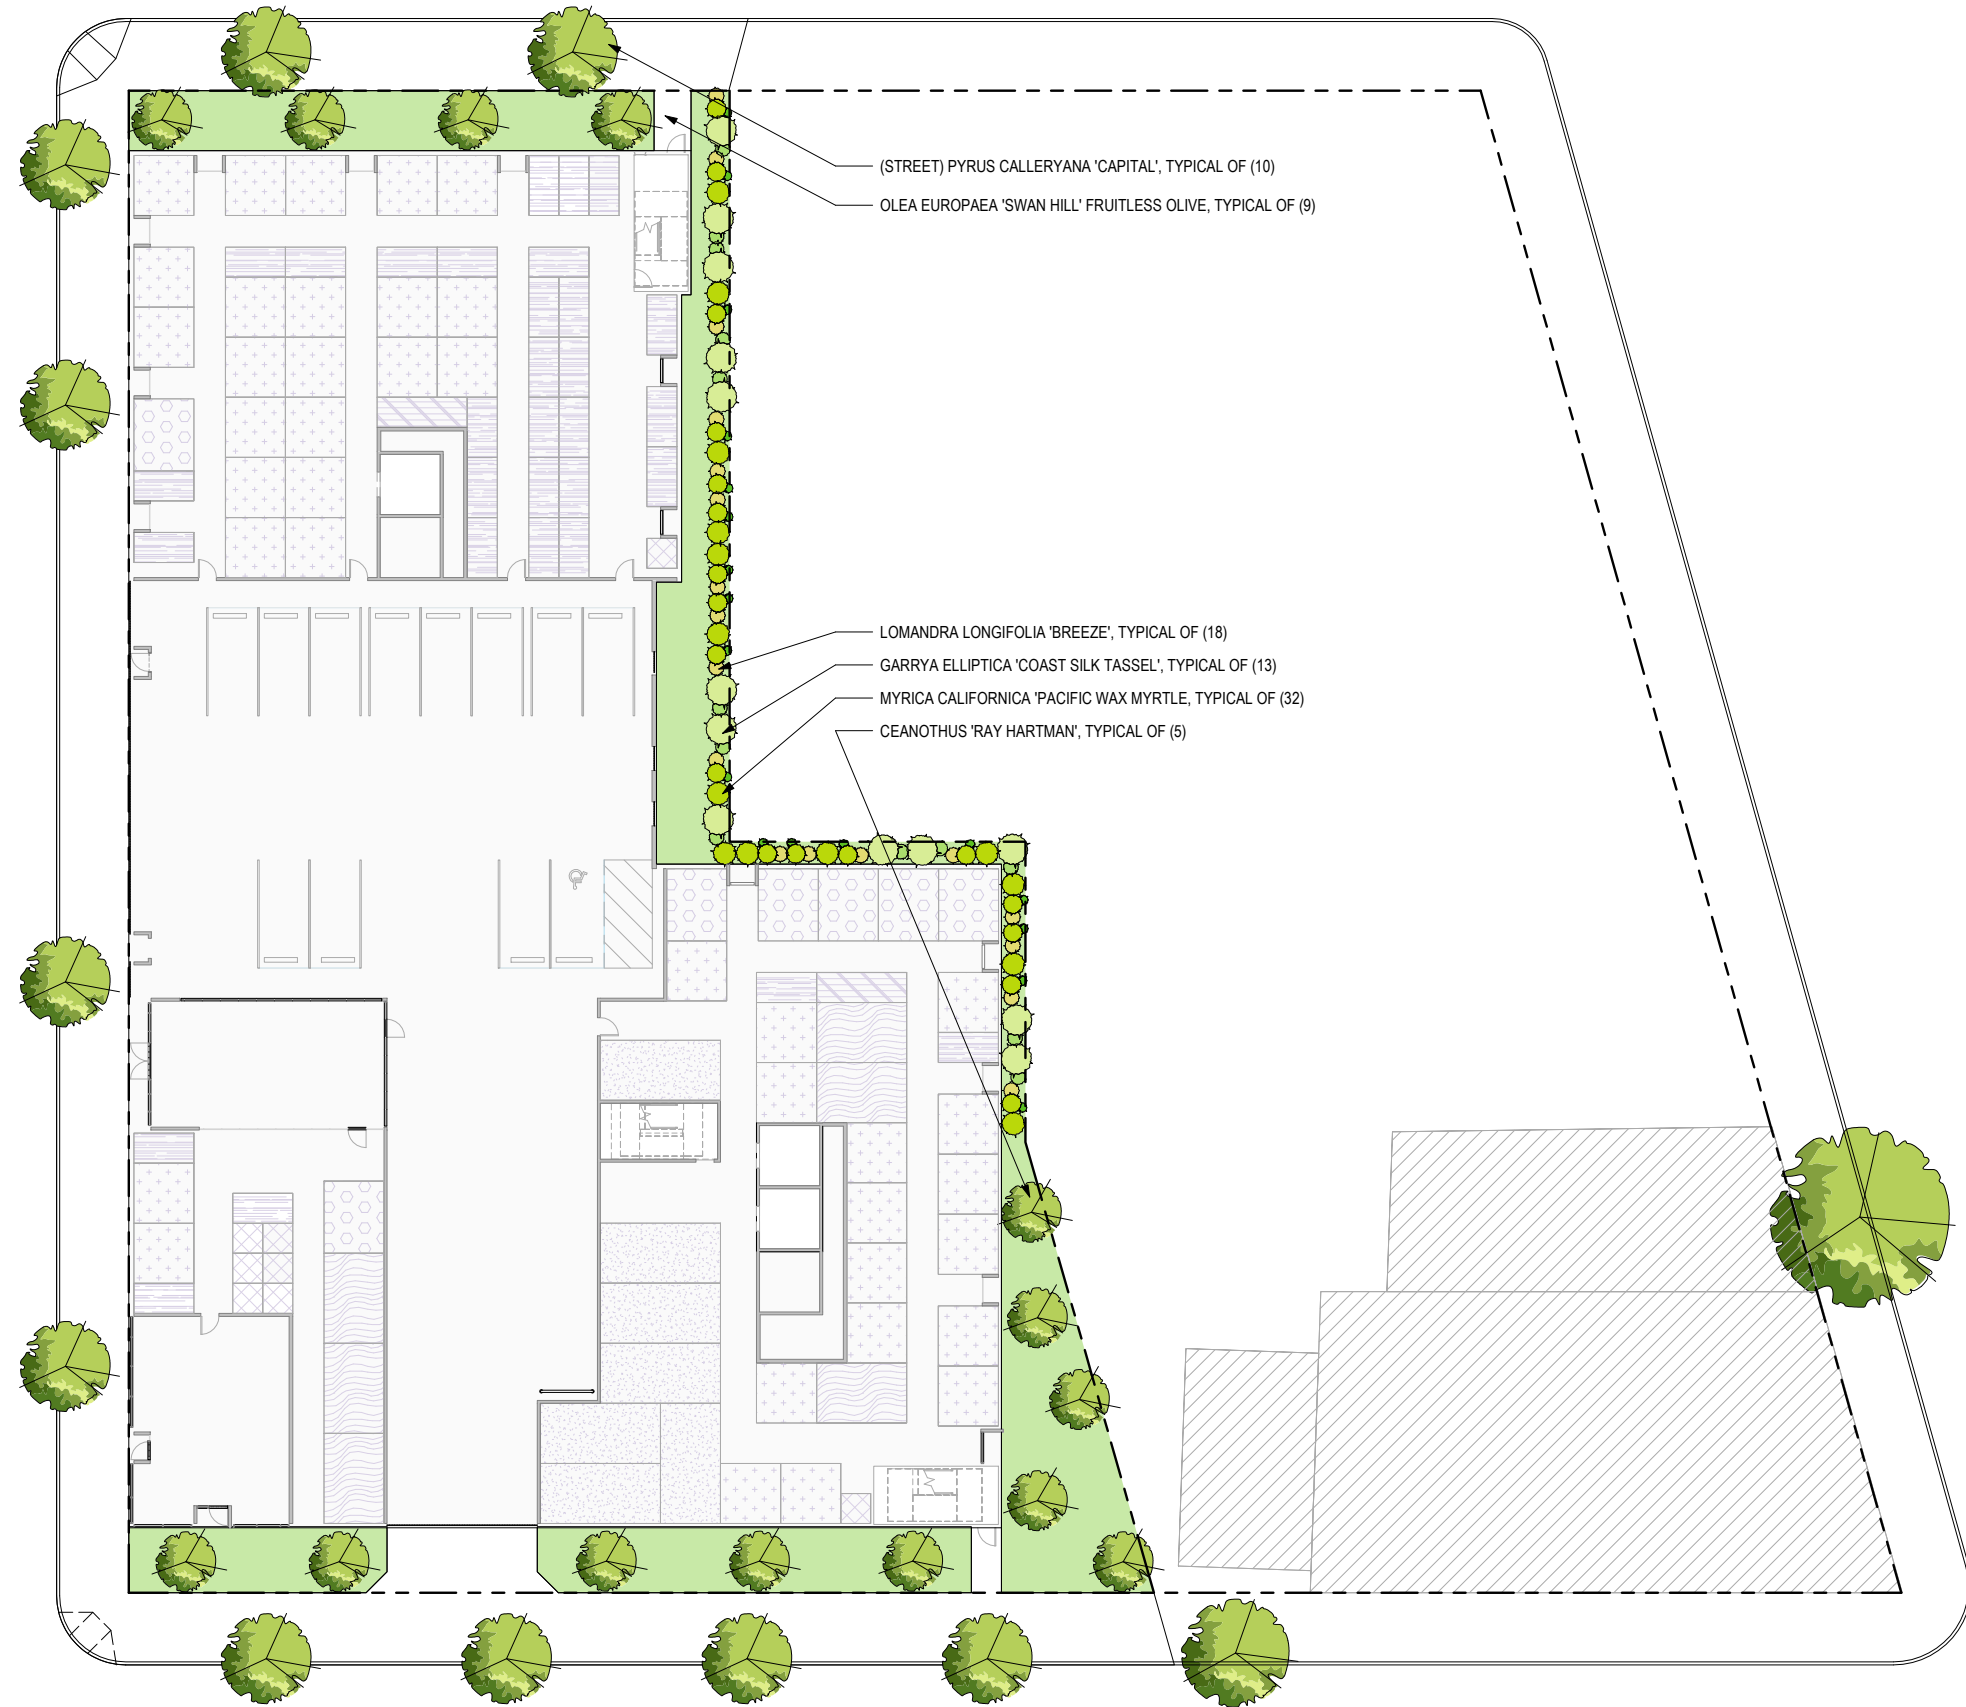 (STREET) PYRUS CALLERYANA 'CAPITAL', TYPICAL OF (10)
OLEA EUROPAEA 'SWAN HILL' FRUITLESS OLIVE, TYPICAL OF (9)
LOMANDRA LONGIFOLIA 'BREEZE', TYPICAL OF (18)
GARRYA ELLIPTICA 'COAST SILK TASSEL', TYPICAL OF (13)
MYRICA CALIFORNICA 'PACIFIC WAX MYRTLE, TYPICAL OF (32)
CEANOTHUS 'RAY HARTMAN', TYPICAL OF (5)